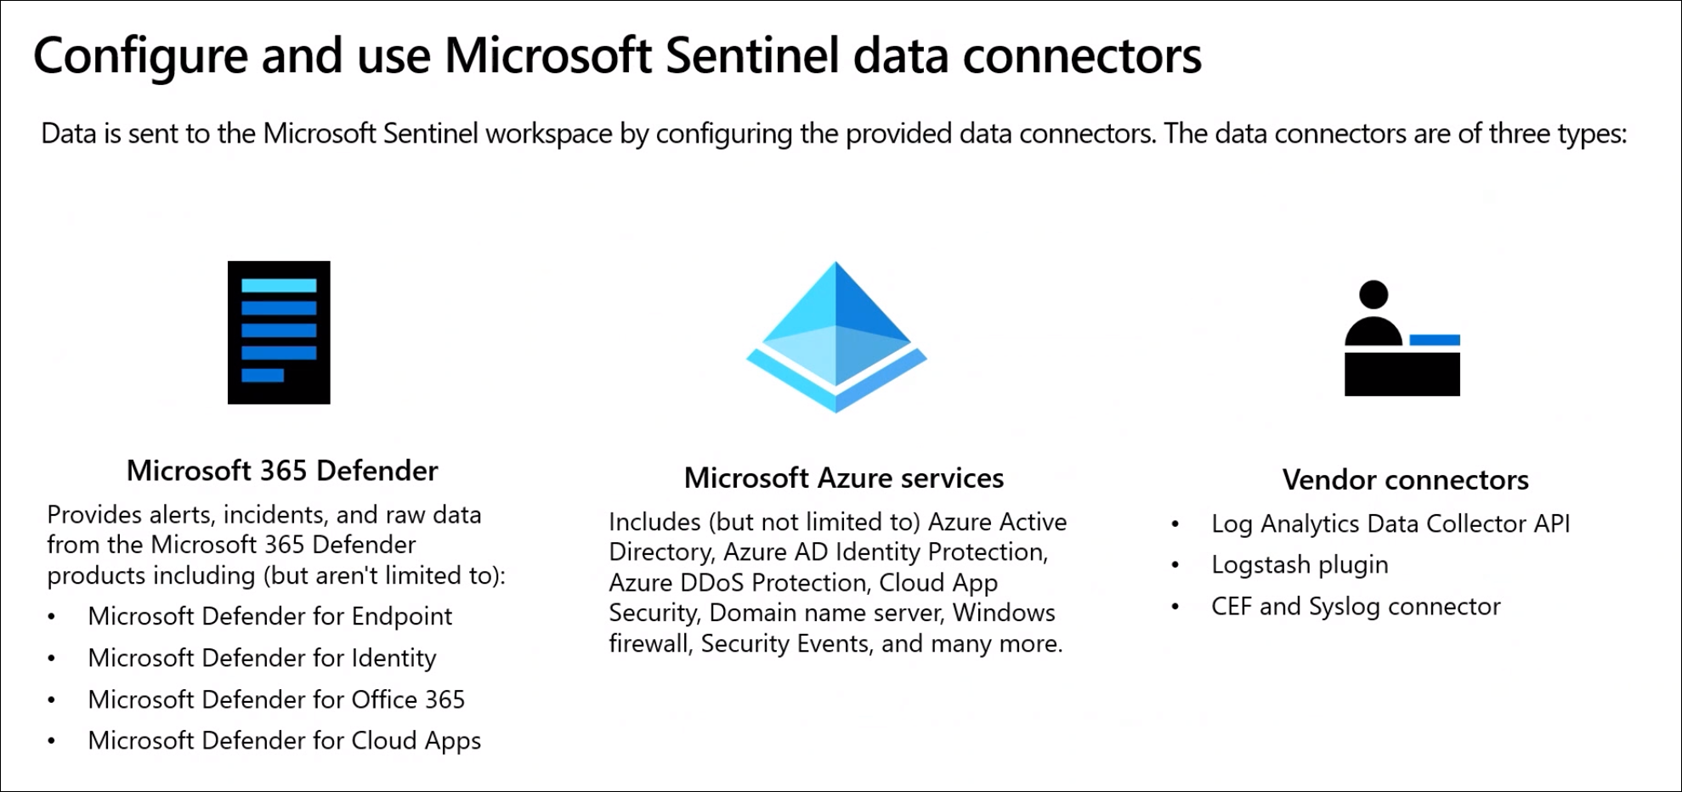 Configure and use Microsoft Sentinel data connectors
Data is sent to the Microsoft Sentinel workspace by configuring the provided data connectors. The data connectors are of three types:
Microsoft 365 Defender
Provides alerts, incidents, and raw data
from the Microsoft 365 Defender
products including (but aren't limited to):
• Microsoft Defender for Endpoint
• Microsoft Defender for Identity
• Microsoft Defender for Office 365
• Microsoft Defender for Cloud Apps
Microsoft Azure services
Includes (but not limited to) Azure Active
Directory, Azure AD Identity Protection,
Azure DDoS Protection, Cloud App
Security, Domain name server, Windows
firewall, Security Events, and many more.
Vendor connectors
• Log Analytics Data Collector API
• Logstash plugin
• CEF and Syslog connector